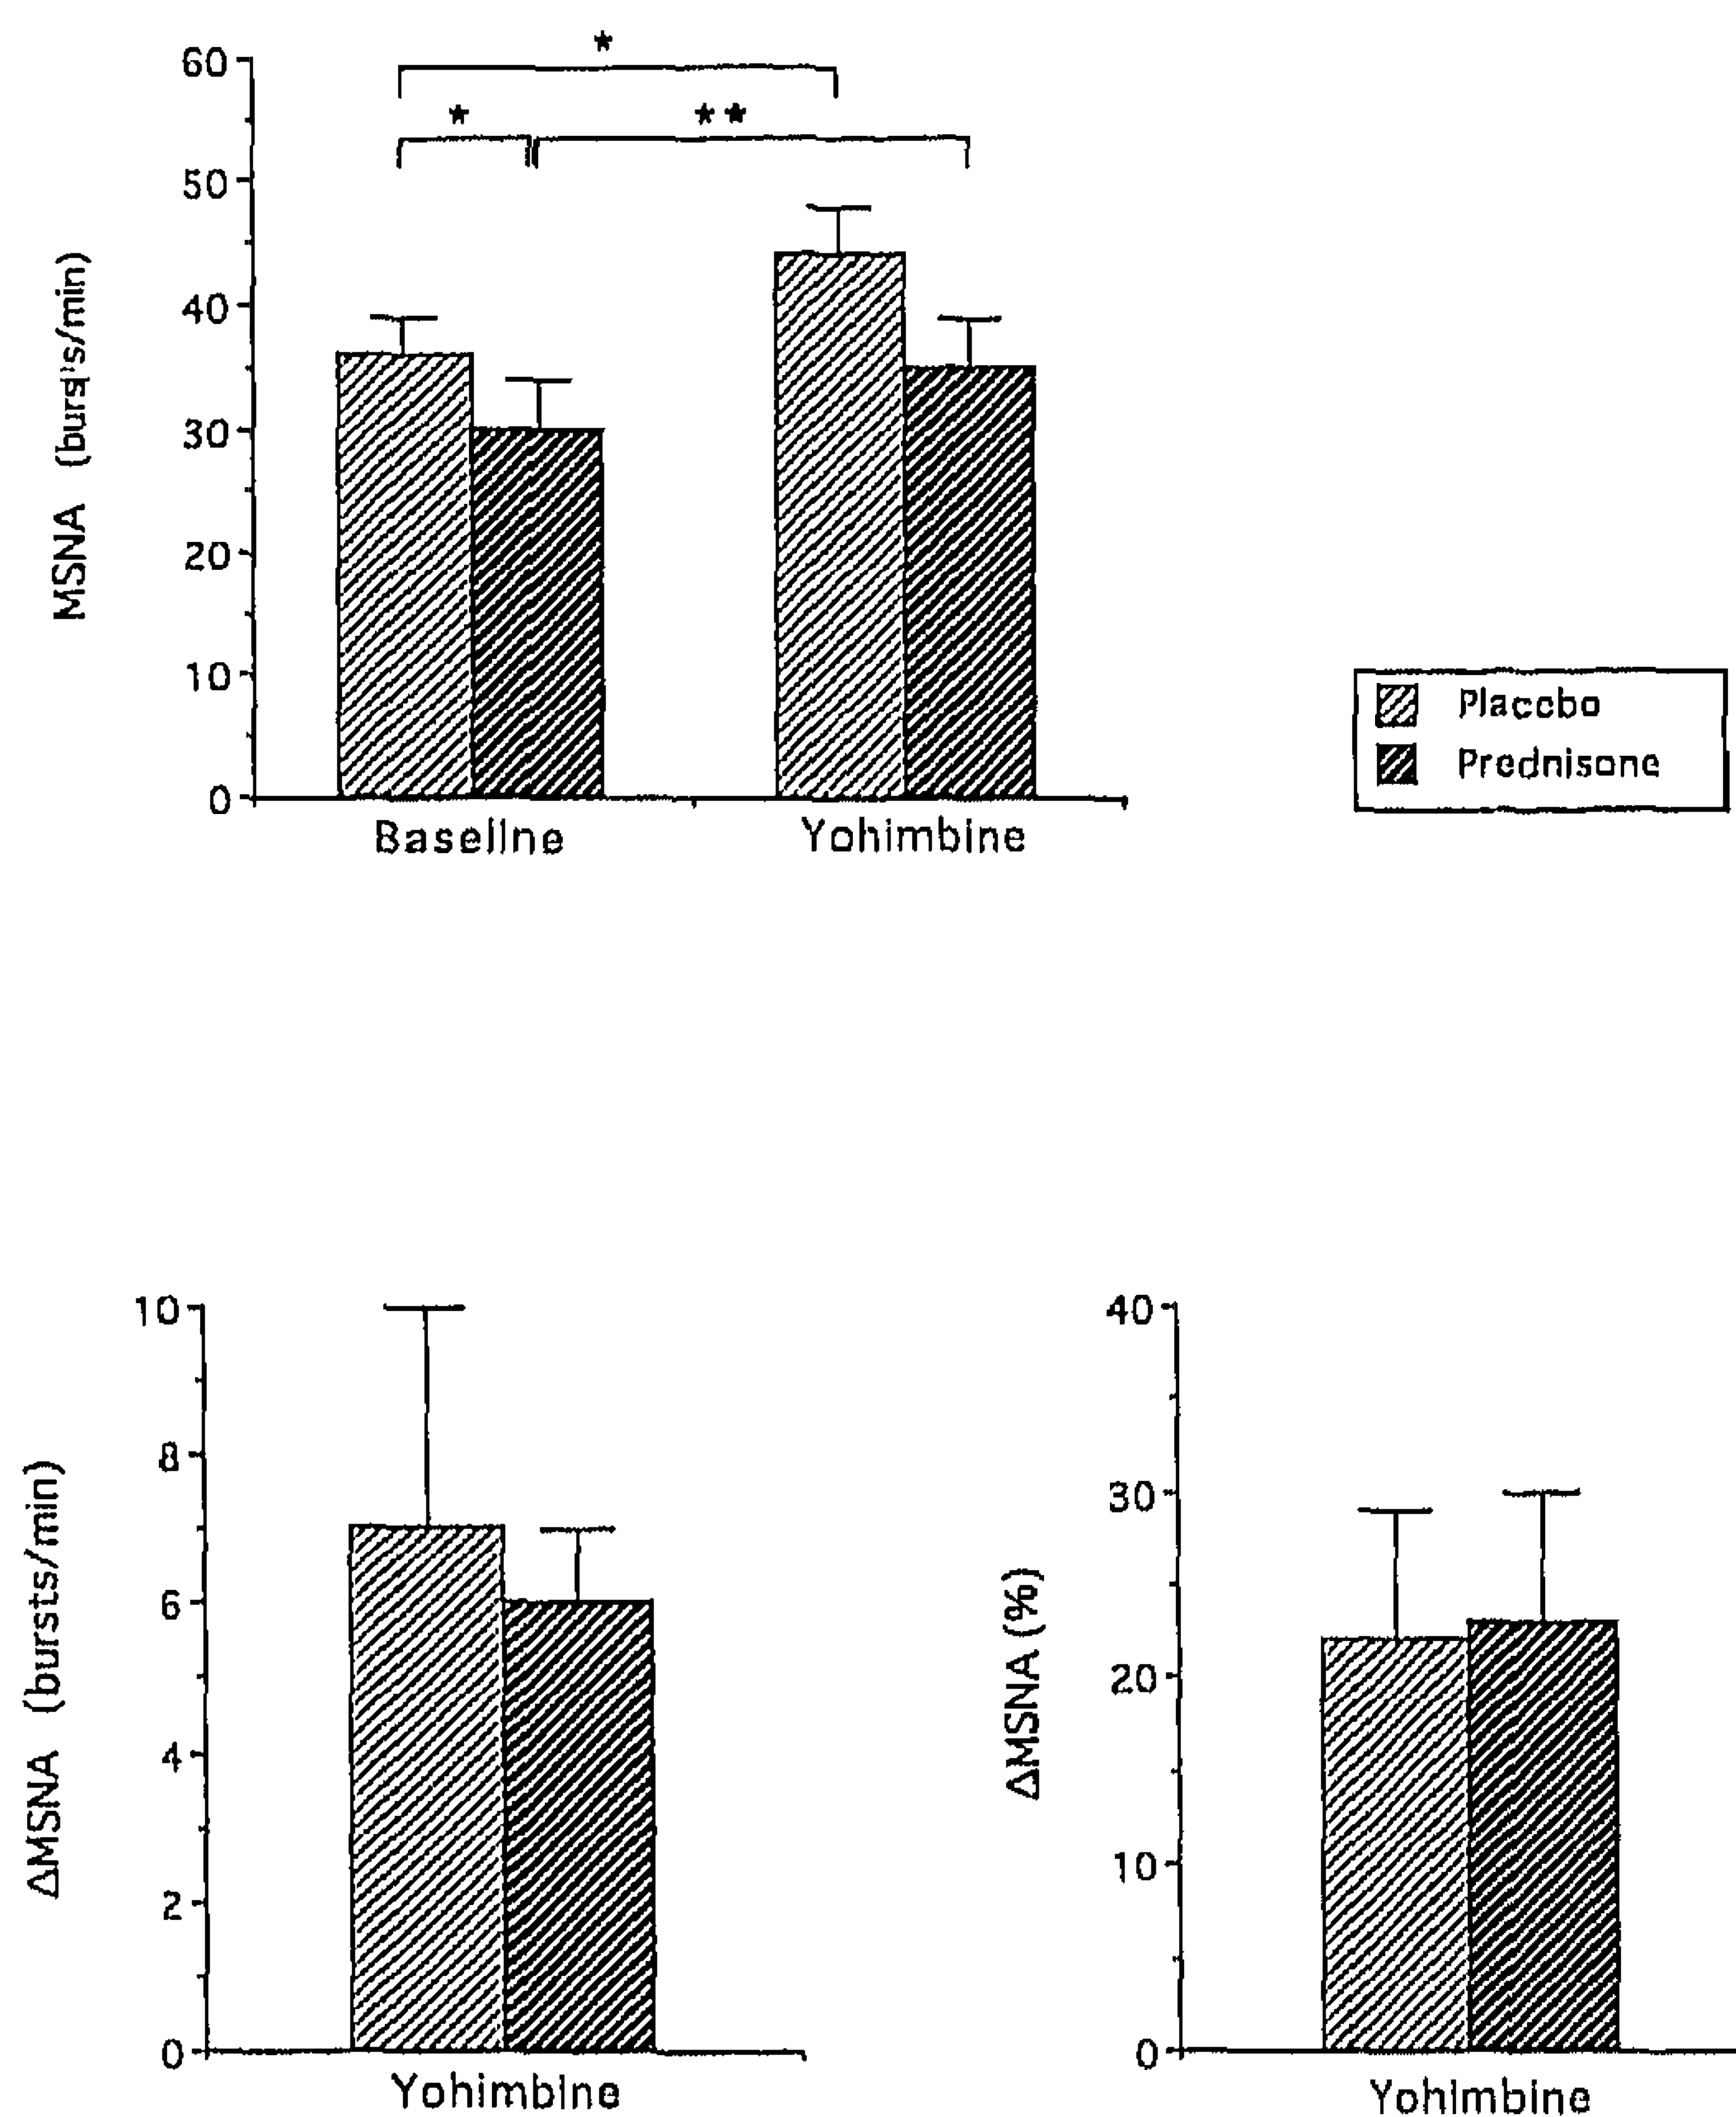 *
* **
60
50
40
30
20
10
0
MSNA (bursts/min)
Baseline Yohimbine
Placebo
Prednisone
10
8
6
4
2
0
ΔMSNA (bursts/min)
Yohimbine
40
30
20
10
0
ΔMSNA (%)
Yohimbine